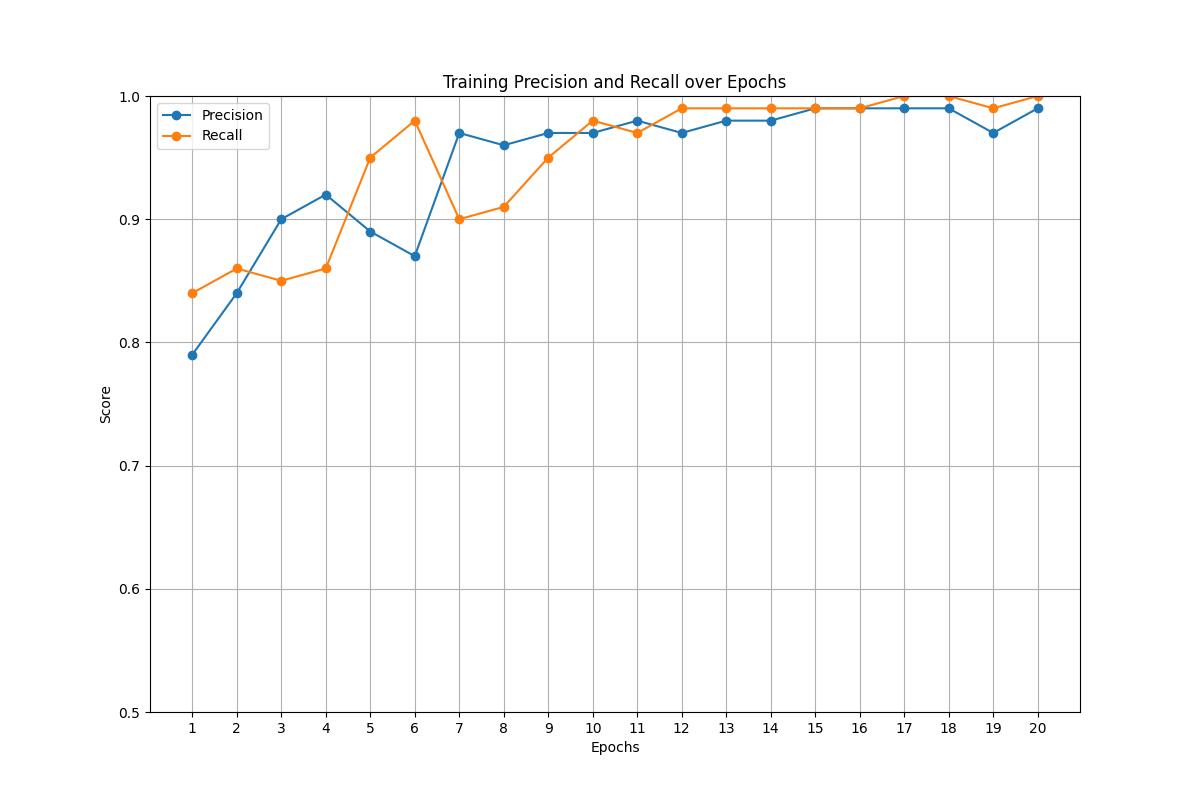 Training Precision and Recall over Epochs
Precision
Recall
1.0
0.9
0.8
0.7
0.6
0.5
Score
1 2 3 4 5 6 7 8 9 10 11 12 13 14 15 16 17 18 19 20
Epochs